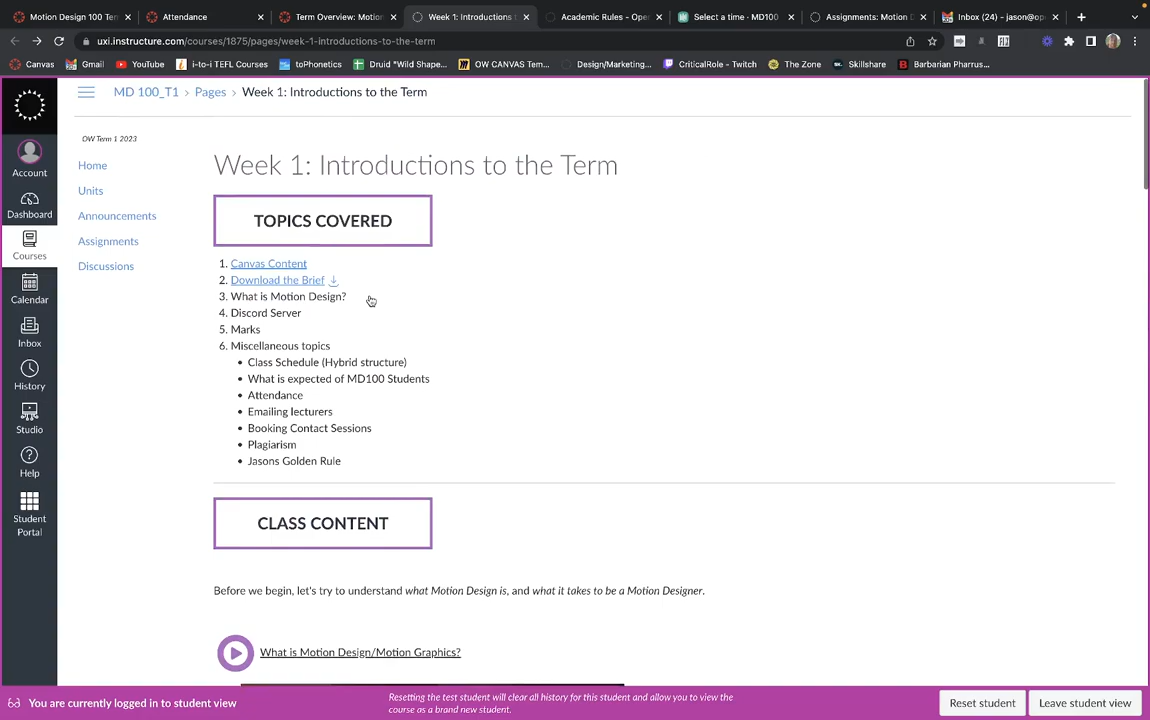 Motion Design 100 Ter
Attendance
Term Overview: Motion
Week 1: Introductions t
Academic Rules - Open
Select a time - MD100
Assignments: Motion D
Inbox (24) - jason@op
uxi.instructure.com/courses/1875/pages/week-1-introductions-to-the-term
Canvas
Gmail
YouTube
i-to-i TEFL Courses
toPhonetics
Druid "Wild Shape...
OW CANVAS Tem...
Design/Marketing...
CriticalRole - Twitch
The Zone
Skillshare
Barbarian Pharrus...
MD 100_T1 › Pages › Week 1: Introductions to the Term
OW Term 1 2023
Home
Units
Announcements
Assignments
Discussions
Account
Dashboard
Courses
Calendar
Inbox
History
Studio
Help
Student
Portal
Week 1: Introductions to the Term
TOPICS COVERED
1. Canvas Content
2. Download the Brief
3. What is Motion Design?
4. Discord Server
5. Marks
6. Miscellaneous topics
• Class Schedule (Hybrid structure)
• What is expected of MD100 Students
• Attendance
• Emailing lecturers
• Booking Contact Sessions
• Plagiarism
• Jasons Golden Rule
CLASS CONTENT
Before we begin, let's try to understand what Motion Design is, and what it takes to be a Motion Designer.
What is Motion Design/Motion Graphics?
You are currently logged in to student view
Resetting the test student will clear all history for this student and allow you to view the
course as a brand new student.
Reset student
Leave student view